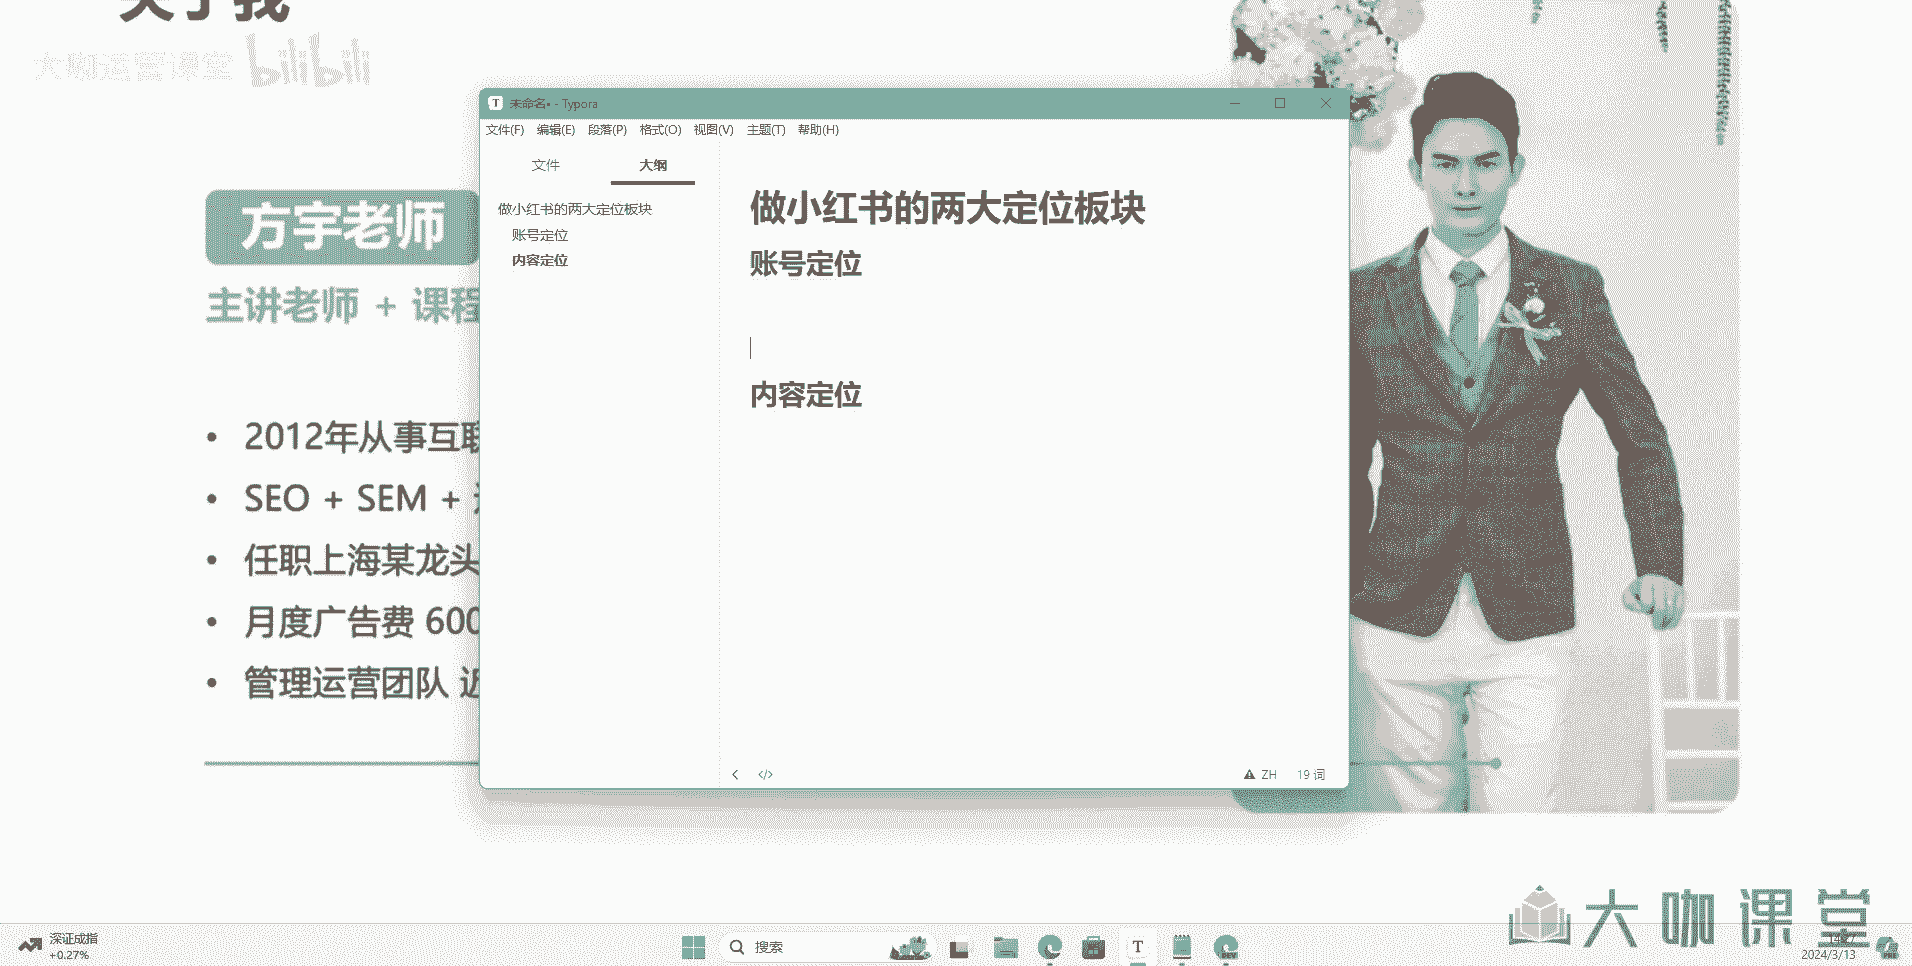 关于我
大咖运营课堂 bilibili
方宇老师
主讲老师 + 课程
2012年从事互联
SEO + SEM +
任职上海某龙头
月度广告费 600
管理运营团队 近
未命名• - Typora
文件(F) 编辑(E) 段落(P) 格式(O) 视图(V) 主题(T) 帮助(H)
文件 大纲
做小红书的两大定位板块
账号定位
内容定位
做小红书的两大定位板块
账号定位
内容定位
ZH 19 词
大咖课堂
深证成指
+0.27%
搜索
2024/3/13